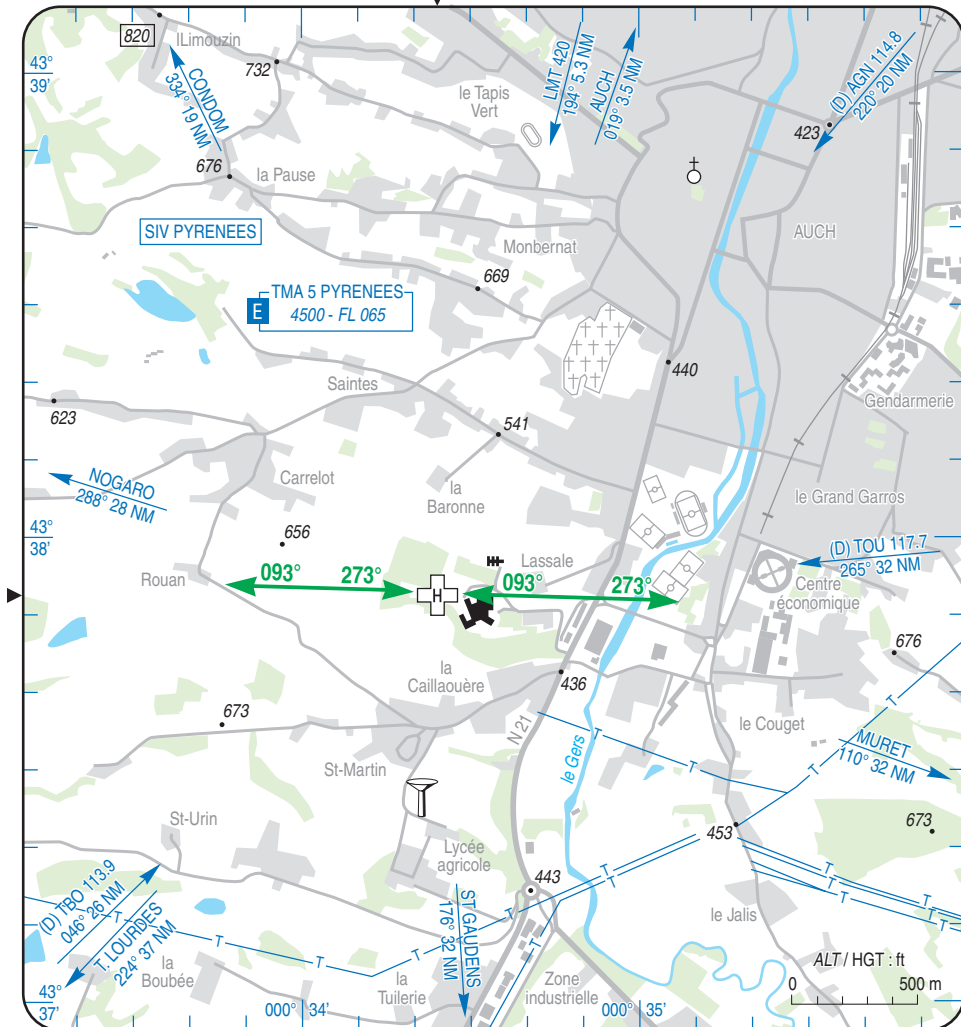 820
lLimouzin
43°
39'
732
CONDOM
334° 19 NM
le Tapis
Vert
LMT 420
194° 5.3 NM
AUCH
019° 3.5 NM
(D) AGN 114.8
220° 20 NM
423
676
la Pause
SIV PYRENEES
Monbernat
AUCH
669
E
TMA 5 PYRENEES
4500 - FL 065
440
Saintes
623
541
Gendarmerie
NOGARO
288° 28 NM
Carrelot
la
Baronne
le Grand Garros
43°
38'
656
Lassale
(D) TOU 117.7
265° 32 NM
Rouan
093°
273°
H
093°
273°
Centre
économique
676
la
Caillaouère
436
673
N 21
le Gers
le Couget
MURET
110° 32 NM
St-Martin
T
T
T
T
St-Urin
453
673
Lycée
agricole
(D) TBO 113.9
046° 26 NM
T. LOURDES
224° 37 NM
443
T
T
T
T
T
T
T
T
T
T
le Jalis
ST GAUDENS
176° 32 NM
la
Boubée
la
Tuilerie
Zone
industrielle
ALT / HGT : ft
0
500 m
43°
37'
000° 34'
000° 35'